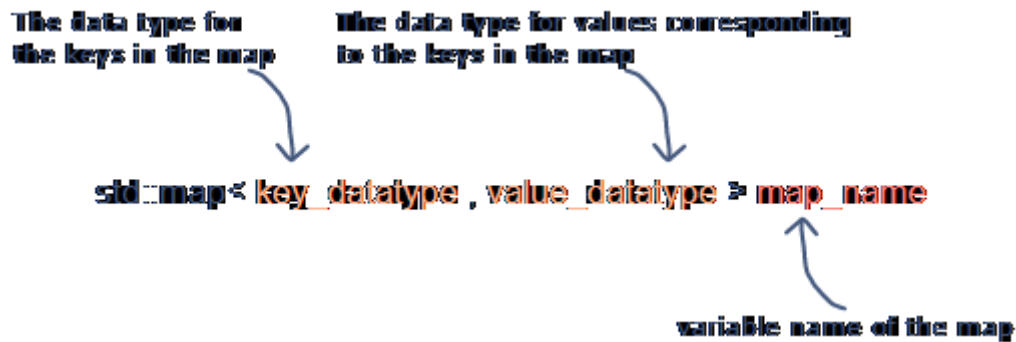 The data type for
the keys in the map
The data type for values corresponding
to the keys in the map
std::map< key_datatype , value_datatype > map_name
variable name of the map